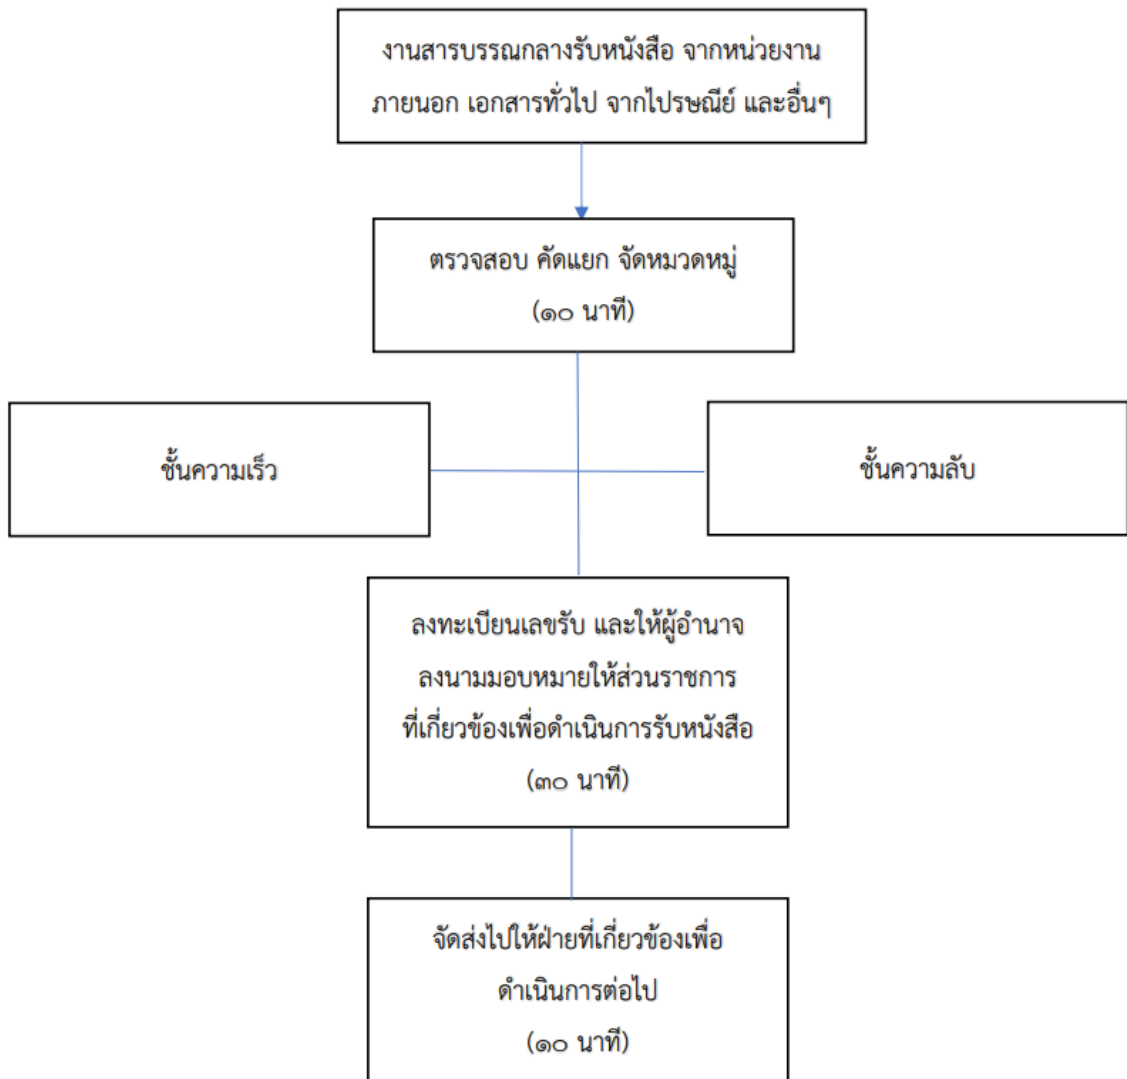 งานสารบรรณกลางรับหนังสือ จากหน่วยงาน
ภายนอก เอกสารทั่วไป จากไปรษณีย์ และอื่นๆ
ตรวจสอบ คัดแยก จัดหมวดหมู่
(๑๐ นาที)
ชั้นความเร็ว
ชั้นความลับ
ลงทะเบียนเลขรับ และให้ผู้อำนาจ
ลงนามมอบหมายให้ส่วนราชการ
ที่เกี่ยวข้องเพื่อดำเนินการรับหนังสือ
(๓๐ นาที)
จัดส่งไปให้ฝ่ายที่เกี่ยวข้องเพื่อ
ดำเนินการต่อไป
(๑๐ นาที)